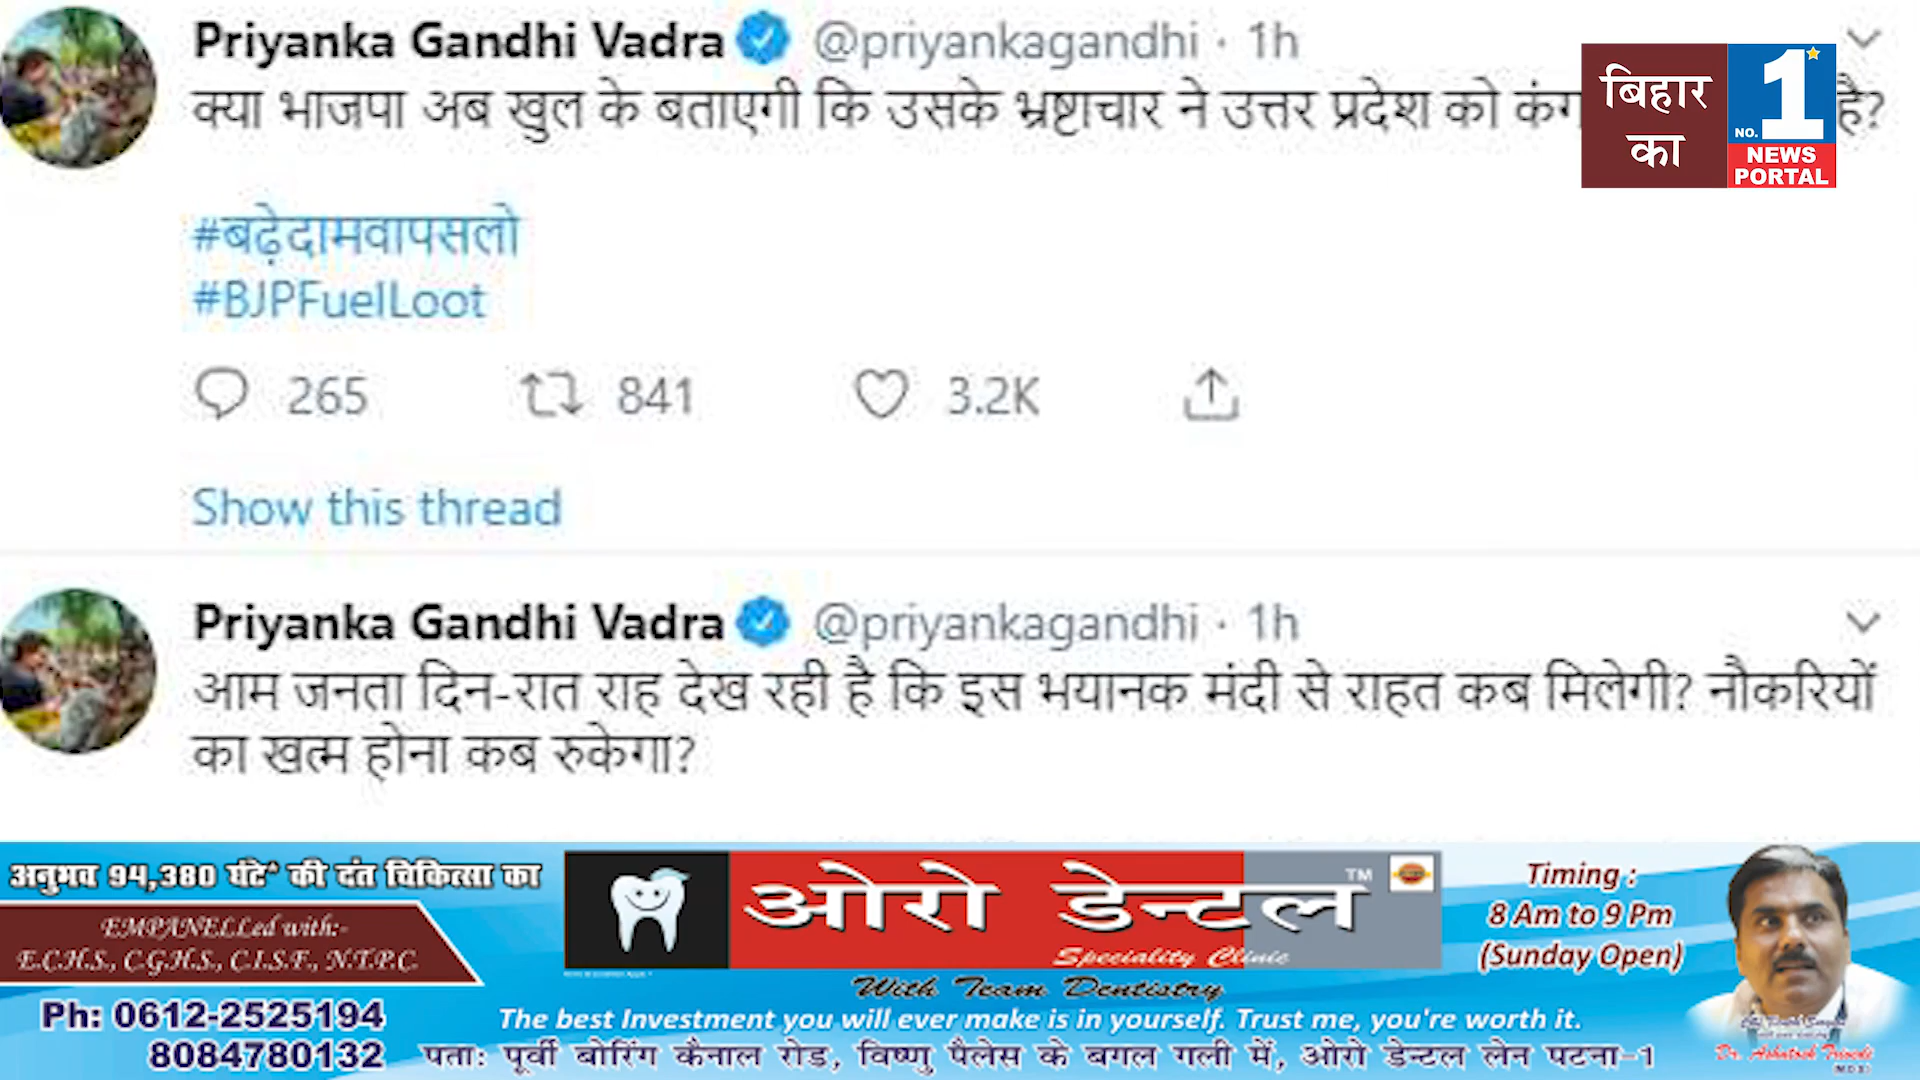 Priyanka Gandhi Vadra @priyankagandhi · 1h
क्या भाजपा अब खुल के बताएगी कि उसके भ्रष्टाचार ने उत्तर प्रदेश को है?
#बढ़ेदामवापसलो
#BJPFuelLoot
265 841 3.2K
Show this thread
बिहार
का
NO. 1
NEWS
PORTAL
Priyanka Gandhi Vadra @priyankagandhi · 1h
आम जनता दिन-रात राह देख रही है कि इस भयानक मंदी से राहत कब मिलेगी? नौकरियों
का खत्म होना कब रुकेगा?
अनुभव 94,380 घंटे* की दंत चिकित्सा का
EMPANELLed with:-
E.C.H.S., C.G.H.S., C.I.S.F., N.T.P.C.
Ph: 0612-2525194
8084780132
ओरो डेन्टल TM
Speciality Clinic
With Team Dentistry
The best Investment you will ever make is in yourself. Trust me, you're worth it.
पताः पूर्वी बोरिंग कैनाल रोड, विष्णु पैलेस के बगल गली में, ओरो डेन्टल लेन पटना-1
Timing :
8 Am to 9 Pm
(Sunday Open)